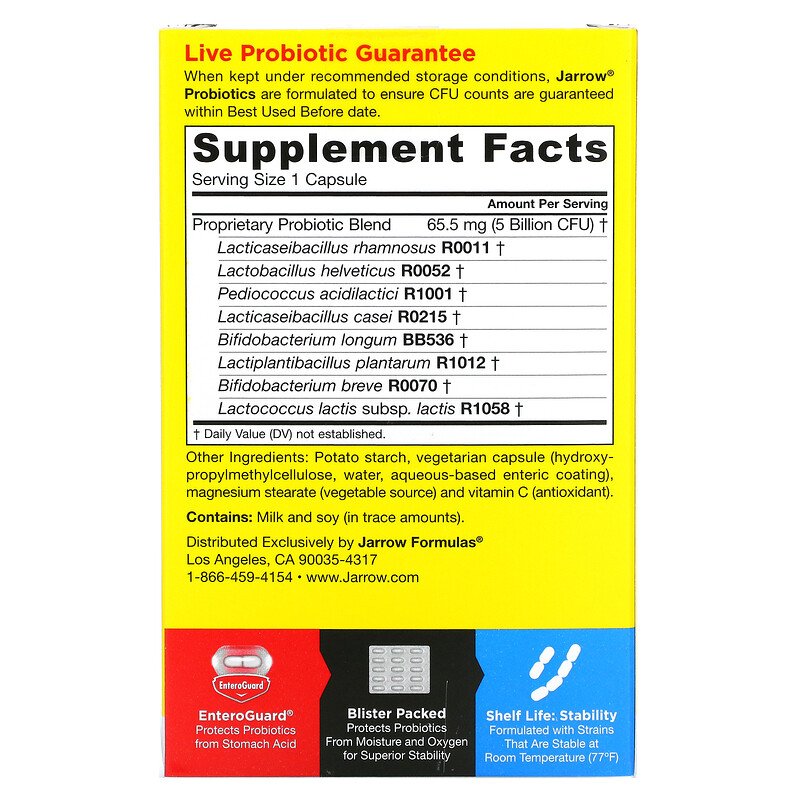 Live Probiotic Guarantee
When kept under recommended storage conditions, Jarrow®
Probiotics are formulated to ensure CFU counts are guaranteed
within Best Used Before date.
Supplement Facts
Serving Size 1 Capsule
Amount Per Serving
Proprietary Probiotic Blend 65.5 mg (5 Billion CFU) †
Lacticaseibacillus rhamnosus R0011 †
Lactobacillus helveticus R0052 †
Pediococcus acidilactici R1001 †
Lacticaseibacillus casei R0215 †
Bifidobacterium longum BB536 †
Lactiplantibacillus plantarum R1012 †
Bifidobacterium breve R0070 †
Lactococcus lactis subsp. lactis R1058 †
† Daily Value (DV) not established.
Other Ingredients: Potato starch, vegetarian capsule (hydroxy-
propylmethylcellulose, water, aqueous-based enteric coating),
magnesium stearate (vegetable source) and vitamin C (antioxidant).
Contains: Milk and soy (in trace amounts).
Distributed Exclusively by Jarrow Formulas®
Los Angeles, CA 90035-4317
1-866-459-4154 • www.Jarrow.com
EnteroGuard
EnteroGuard®
Protects Probiotics
from Stomach Acid
Blister Packed
Protects Probiotics
From Moisture and Oxygen
for Superior Stability
Shelf Life: Stability
Formulated with Strains
That Are Stable at
Room Temperature (77ºF)